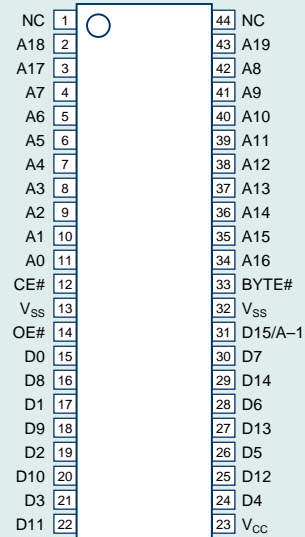 NC 1 44 NC
A18 2 43 A19
A17 3 42 A8
A7 4 41 A9
A6 5 40 A10
A5 6 39 A11
A4 7 38 A12
A3 8 37 A13
A2 9 36 A14
A1 10 35 A15
A0 11 34 A16
CE# 12 33 BYTE#
VSS 13 32 VSS
OE# 14 31 D15/A–1
D0 15 30 D7
D8 16 29 D14
D1 17 28 D6
D9 18 27 D13
D2 19 26 D5
D10 20 25 D12
D3 21 24 D4
D11 22 23 VCC